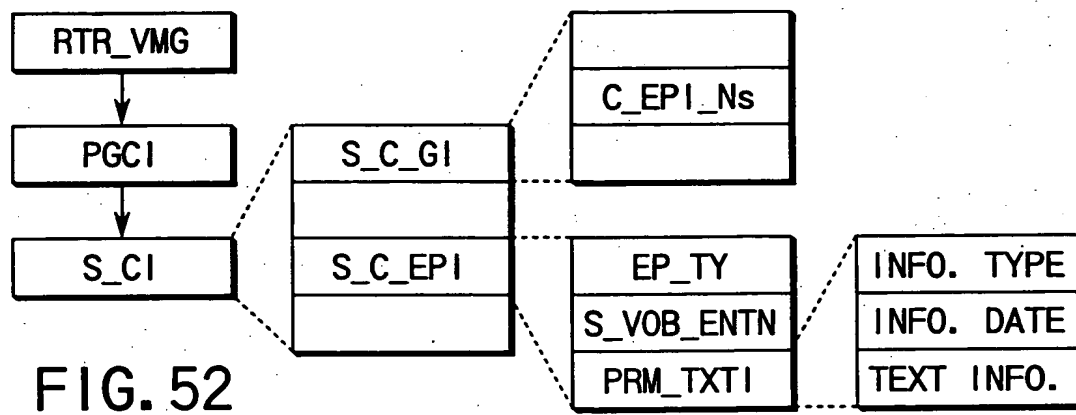 RTR_VMG
PGCI
S_CI
S_C_GI
S_C_EPI
C_EPI_Ns
EP_TY
S_VOB_ENTN
PRM_TXTI
INFO. TYPE
INFO. DATE
TEXT INFO.
FIG. 52